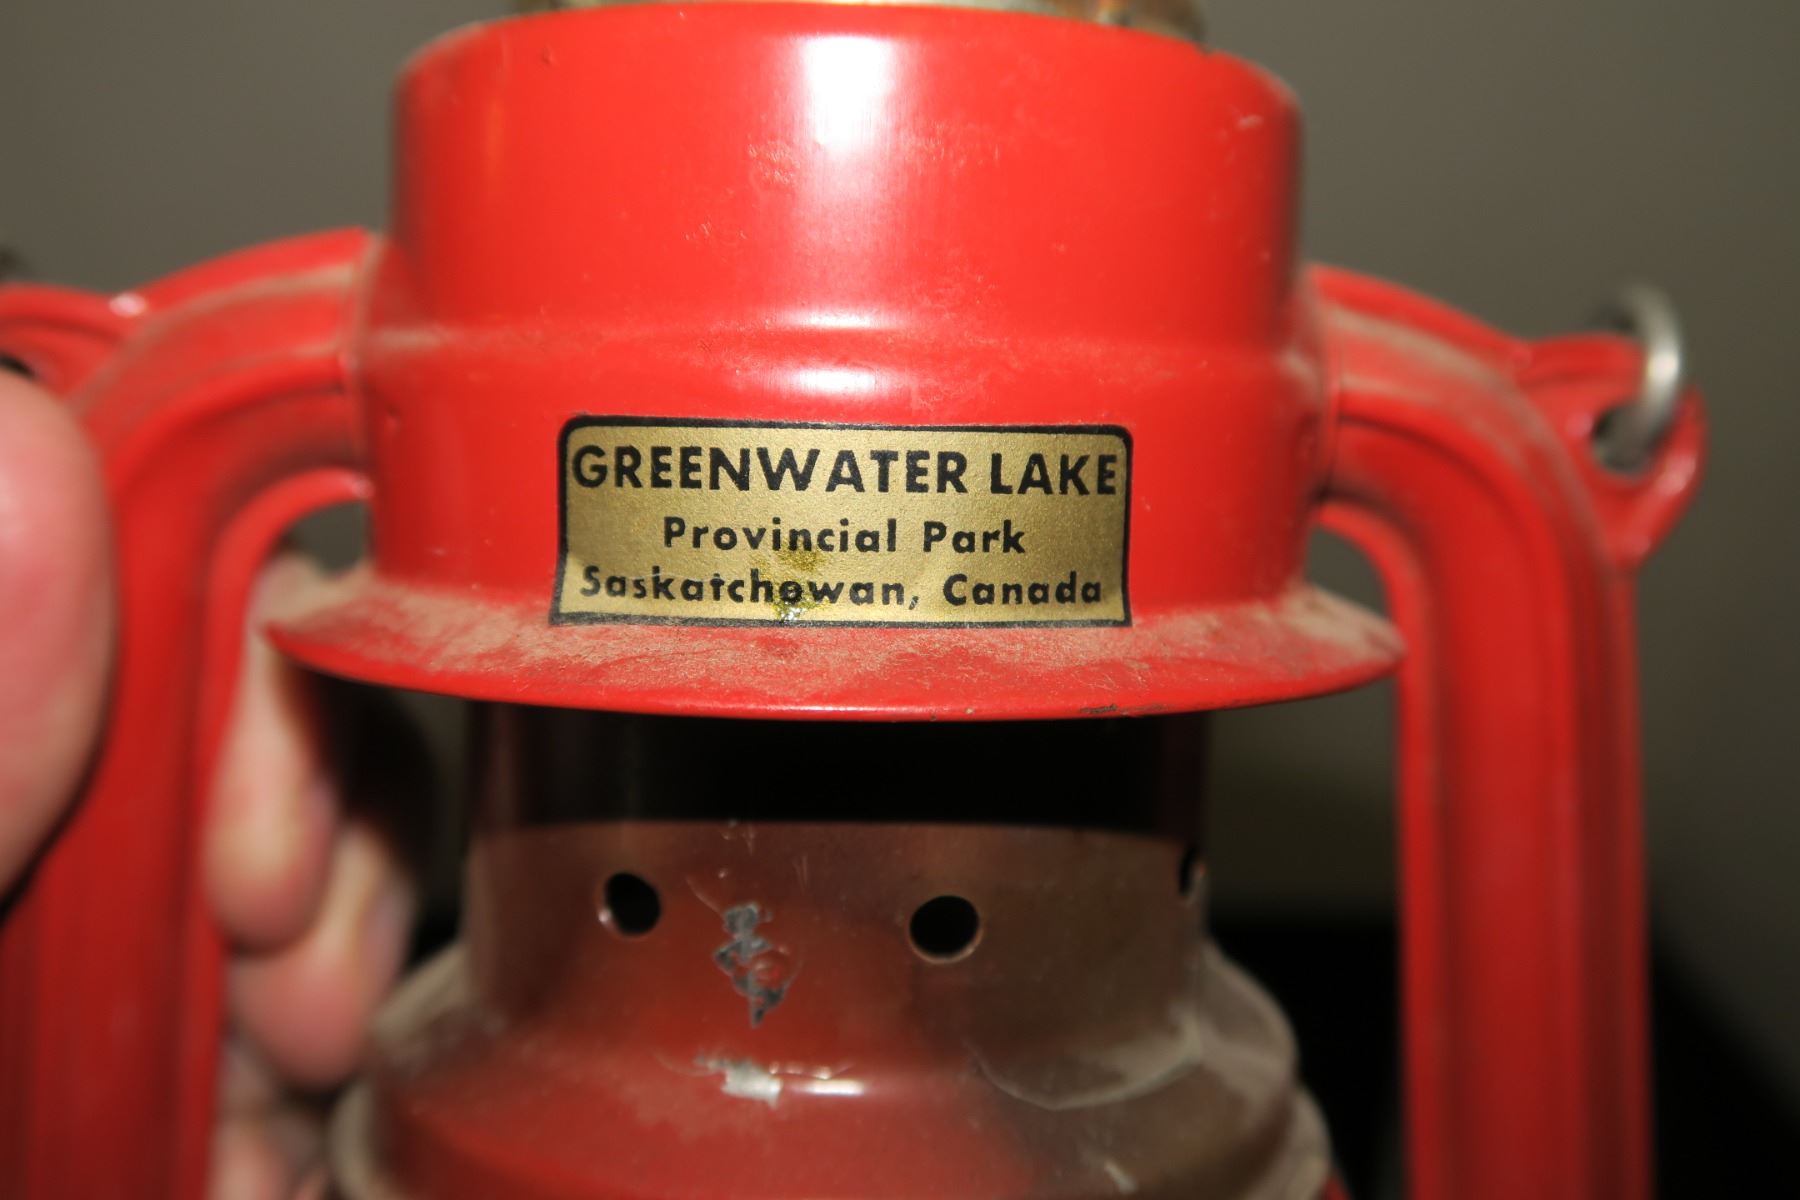 GREENWATER LAKE
Provincial Park
Saskatchewan, Canada